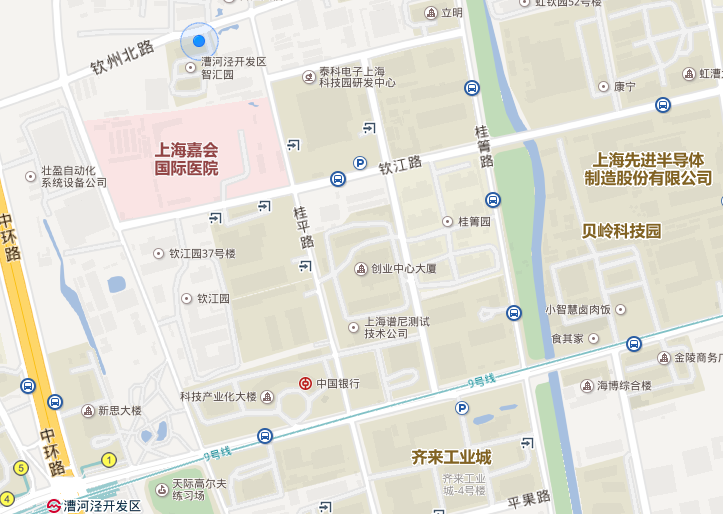 虹钦园52号楼
立明
钦州北路
漕河泾开发区
智汇园
泰科电子上海
科技园研发中心
康宁
虹漕
桂箐路
上海嘉会
国际医院
钦江路
上海先进半导体
制造股份有限公司
壮盈自动化
系统设备公司
中环路
桂平路
桂箐园
贝岭科技园
钦江园37号楼
创业中心大厦
钦江园
小智慧卤肉饭
上海谱尼测试
技术公司
食其家
金陵商务广
9号线
中国银行
海博综合楼
科技产业化大楼
新思大楼
中环路
9号线
齐来工业城
5
1
4
天际高尔夫
练习场
齐来工业
城-4号楼
平果路
漕河泾开发区
P
P